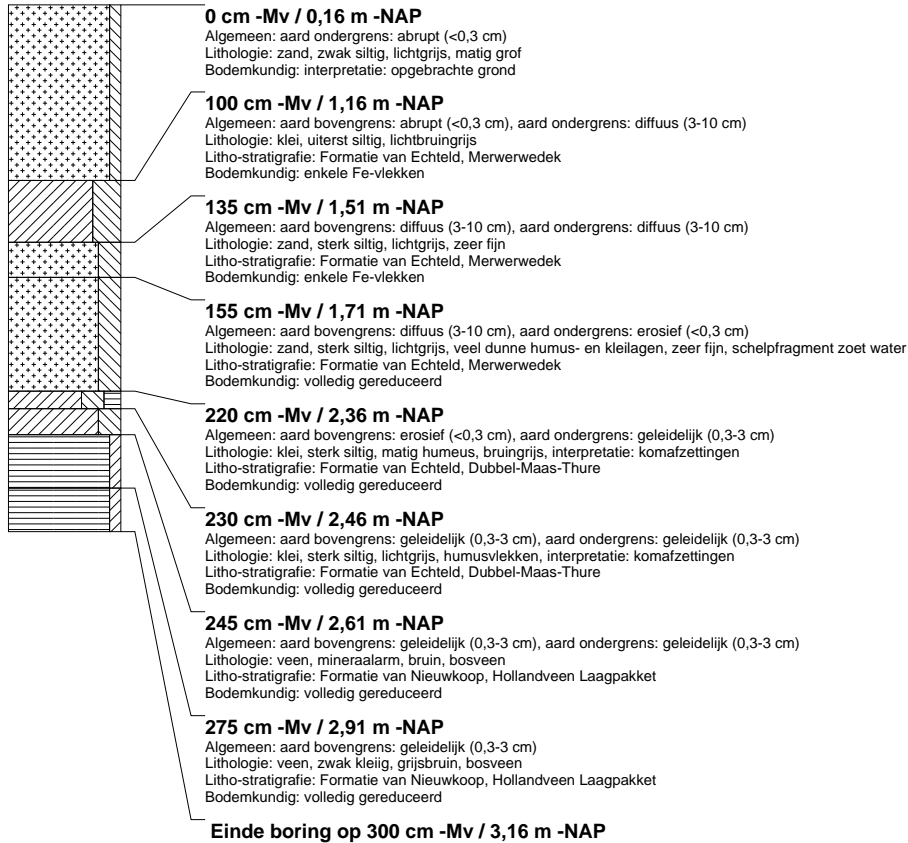 0 cm -Mv / 0,16 m -NAP
Algemeen: aard ondergrens: abrupt (<0,3 cm)
Lithologie: zand, zwak siltig, lichtgrijs, matig grof
Bodemkundig: interpretatie: opgebrachte grond
100 cm -Mv / 1,16 m -NAP
Algemeen: aard bovengrens: abrupt (<0,3 cm), aard ondergrens: diffuus (3-10 cm)
Lithologie: klei, uiterst siltig, lichtbruingrijs
Litho-stratigrafie: Formatie van Echteld, Merwerwedek
Bodemkundig: enkele Fe-vlekken
135 cm -Mv / 1,51 m -NAP
Algemeen: aard bovengrens: diffuus (3-10 cm), aard ondergrens: diffuus (3-10 cm)
Lithologie: zand, sterk siltig, lichtgrijs, zeer fijn
Litho-stratigrafie: Formatie van Echteld, Merwerwedek
Bodemkundig: enkele Fe-vlekken
155 cm -Mv / 1,71 m -NAP
Algemeen: aard bovengrens: diffuus (3-10 cm), aard ondergrens: erosief (<0,3 cm)
Lithologie: zand, sterk siltig, lichtgrijs, veel dunne humus- en kleilagen, zeer fijn, schelpfragment zoet water
Litho-stratigrafie: Formatie van Echteld, Merwerwedek
Bodemkundig: volledig gereduceerd
220 cm -Mv / 2,36 m -NAP
Algemeen: aard bovengrens: erosief (<0,3 cm), aard ondergrens: geleidelijk (0,3-3 cm)
Lithologie: klei, sterk siltig, matig humeus, bruingrijs, interpretatie: komafzettingen
Litho-stratigrafie: Formatie van Echteld, Dubbel-Maas-Thure
Bodemkundig: volledig gereduceerd
230 cm -Mv / 2,46 m -NAP
Algemeen: aard bovengrens: geleidelijk (0,3-3 cm), aard ondergrens: geleidelijk (0,3-3 cm)
Lithologie: klei, sterk siltig, lichtgrijs, humusvlekken, interpretatie: komafzettingen
Litho-stratigrafie: Formatie van Echteld, Dubbel-Maas-Thure
Bodemkundig: volledig gereduceerd
245 cm -Mv / 2,61 m -NAP
Algemeen: aard bovengrens: geleidelijk (0,3-3 cm), aard ondergrens: geleidelijk (0,3-3 cm)
Lithologie: veen, mineraalarm, bruin, bosveen
Litho-stratigrafie: Formatie van Nieuwkoop, Hollandveen Laagpakket
Bodemkundig: volledig gereduceerd
275 cm -Mv / 2,91 m -NAP
Algemeen: aard bovengrens: geleidelijk (0,3-3 cm)
Lithologie: veen, zwak kleiig, grijsbruin, bosveen
Litho-stratigrafie: Formatie van Nieuwkoop, Hollandveen Laagpakket
Bodemkundig: volledig gereduceerd
Einde boring op 300 cm -Mv / 3,16 m -NAP